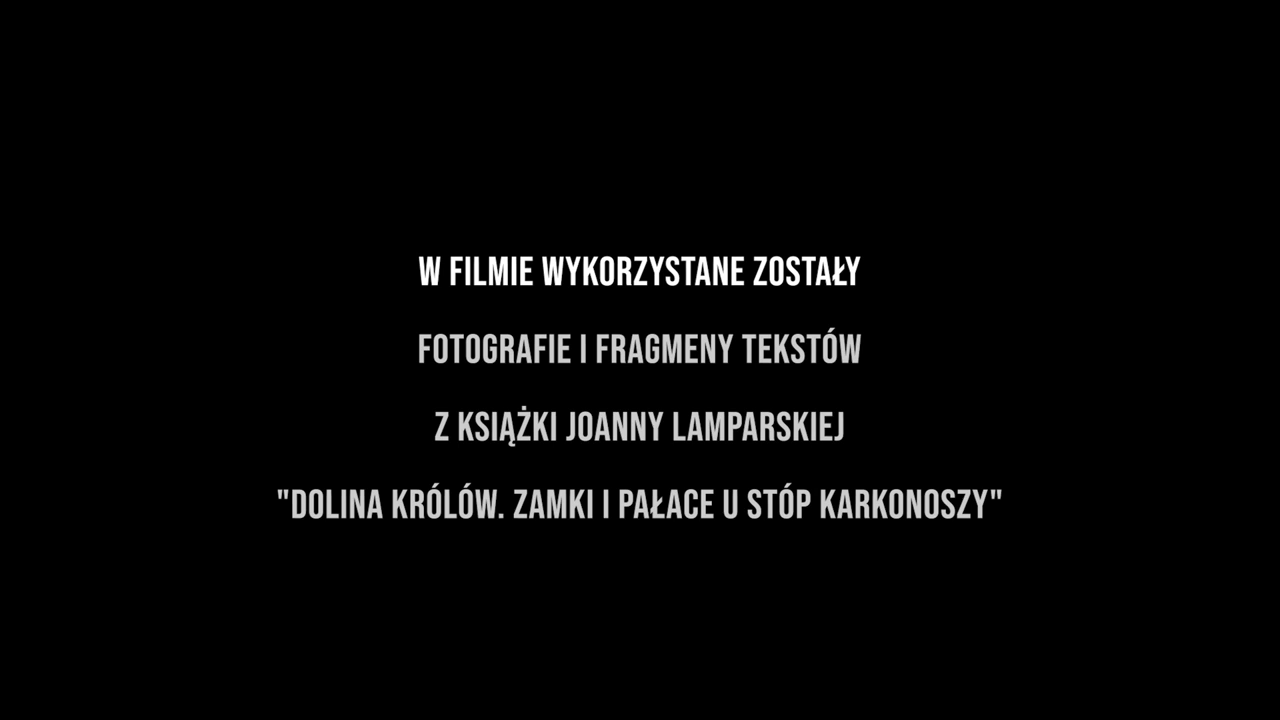 W FILMIE WYKORZYSTANE ZOSTAŁY
FOTOGRAFIE I FRAGMENY TEKSTÓW
Z KSIĄŻKI JOANNY LAMPARSKIEJ
"DOLINA KRÓLÓW. ZAMKI I PAŁACE U STÓP KARKONOSZY"